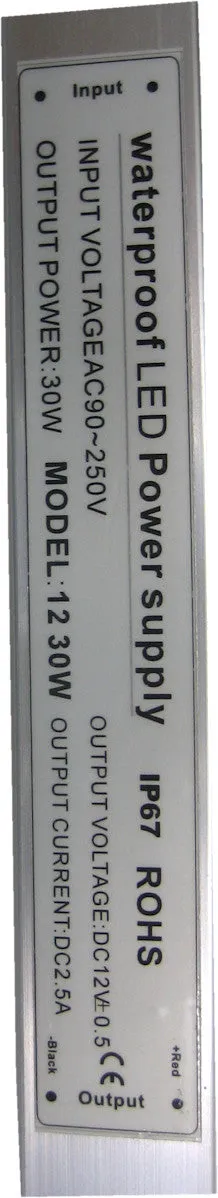 Input
waterproof LED Power supply IP67 ROHS
INPUT VOLTAGEAC90~250V OUTPUT VOLTAGE:DC12V±0.5 CE
OUTPUT POWER:30W MODEL:12 30W OUTPUT CURRENT:DC2.5A
+Red
-Black
Output